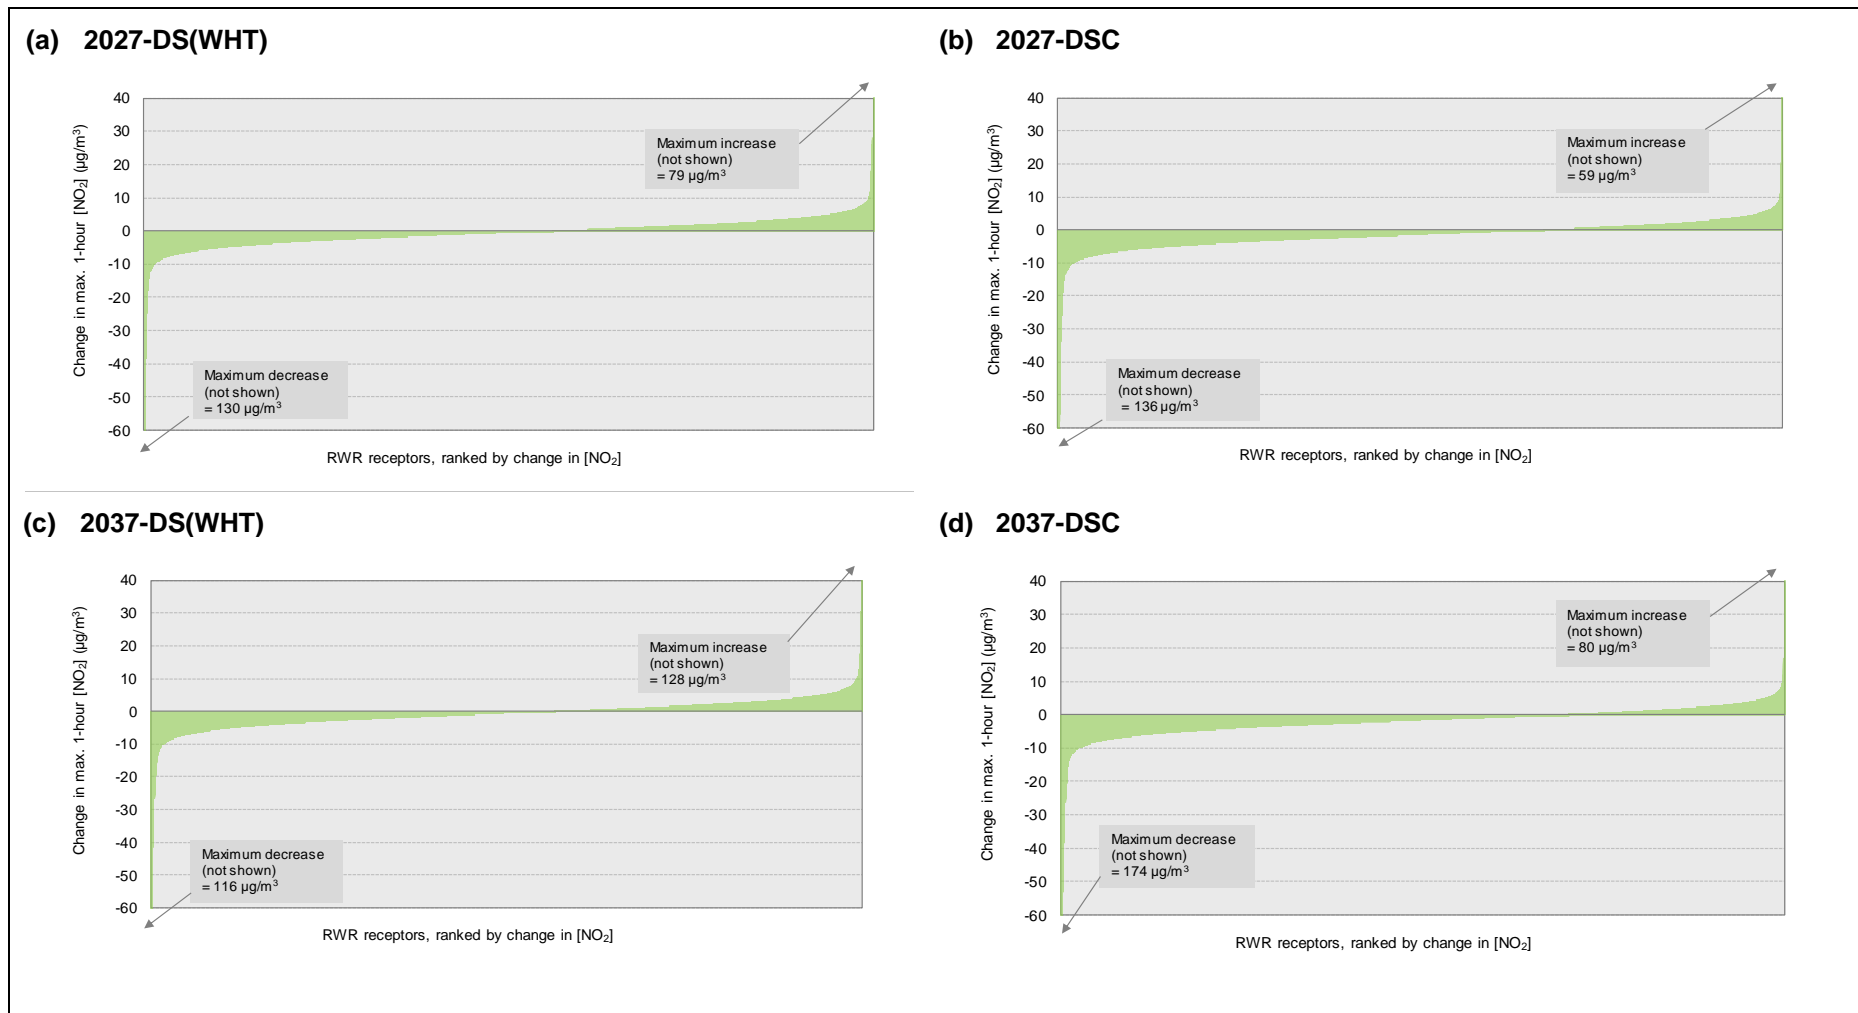 (a) 2027-DS(WHT)
Change in max. 1-hour [NO₂] (µg/m³)
40
30
20
10
0
-10
-20
-30
-40
-50
-60
Maximum increase
(not shown)
= 79 µg/m³
Maximum decrease
(not shown)
= 130 µg/m³
RWR receptors, ranked by change in [NO₂]
(b) 2027-DSC
Change in max. 1-hour [NO₂] (µg/m³)
40
30
20
10
0
-10
-20
-30
-40
-50
-60
Maximum increase
(not shown)
= 59 µg/m³
Maximum decrease
(not shown)
= 136 µg/m³
RWR receptors, ranked by change in [NO₂]
(c) 2037-DS(WHT)
Change in max. 1-hour [NO₂] (µg/m³)
40
30
20
10
0
-10
-20
-30
-40
-50
-60
Maximum increase
(not shown)
= 128 µg/m³
Maximum decrease
(not shown)
= 116 µg/m³
RWR receptors, ranked by change in [NO₂]
(d) 2037-DSC
Change in max. 1-hour [NO₂] (µg/m³)
40
30
20
10
0
-10
-20
-30
-40
-50
-60
Maximum increase
(not shown)
= 80 µg/m³
Maximum decrease
(not shown)
= 174 µg/m³
RWR receptors, ranked by change in [NO₂]